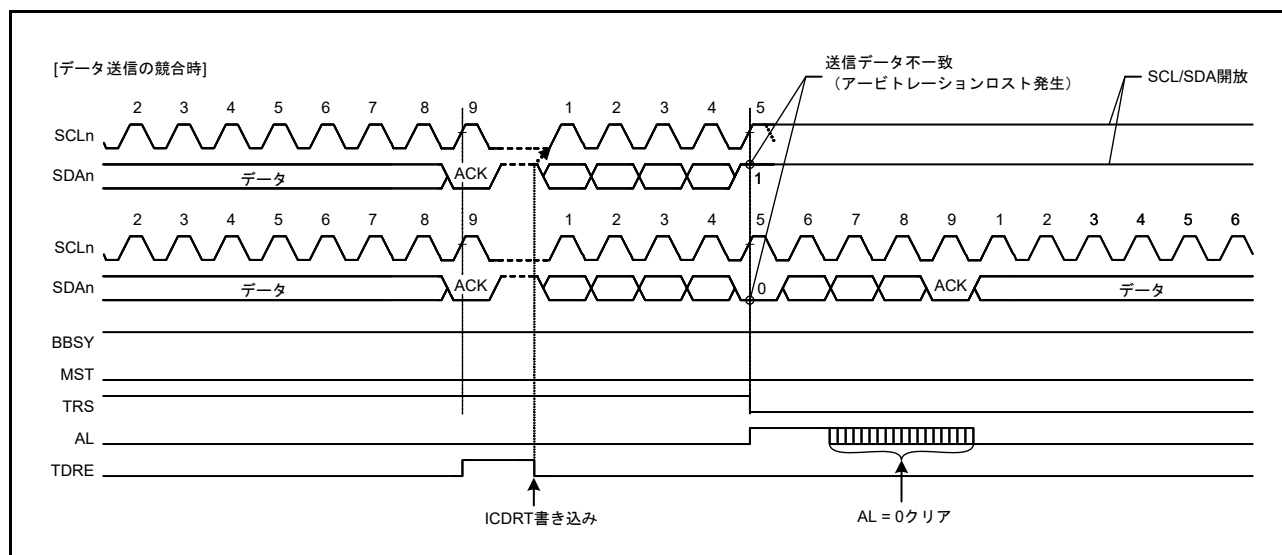 [データ送信の競合時]
送信データ不一致
（アービトレーションロスト発生）
SCL/SDA開放
2 3 4 5 6 7 8 9 1 2 3 4 5
SCLn
SDAn
データ ACK 1
2 3 4 5 6 7 8 9 1 2 3 4 5 6 7 8 9 1 2 3 4 5 6
SCLn
SDAn
データ ACK 0 ACK データ
BBSY
MST
TRS
AL
TDRE
ICDRT書き込み
AL = 0クリア